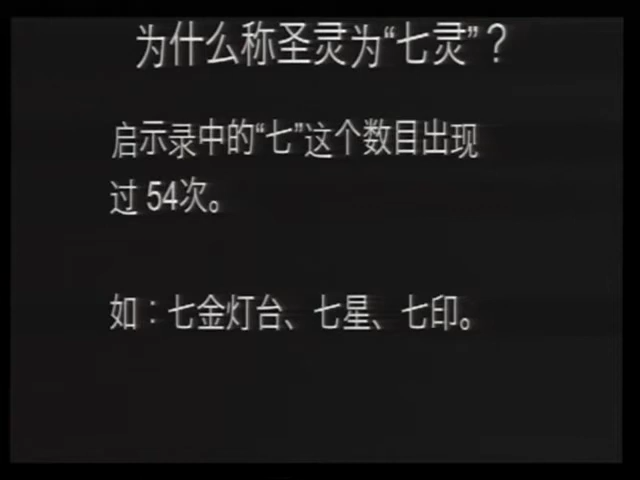 为什么称圣灵为“七灵”？
启示录中的“七”这个数目出现
过 54次。
如：七金灯台、七星、七印。